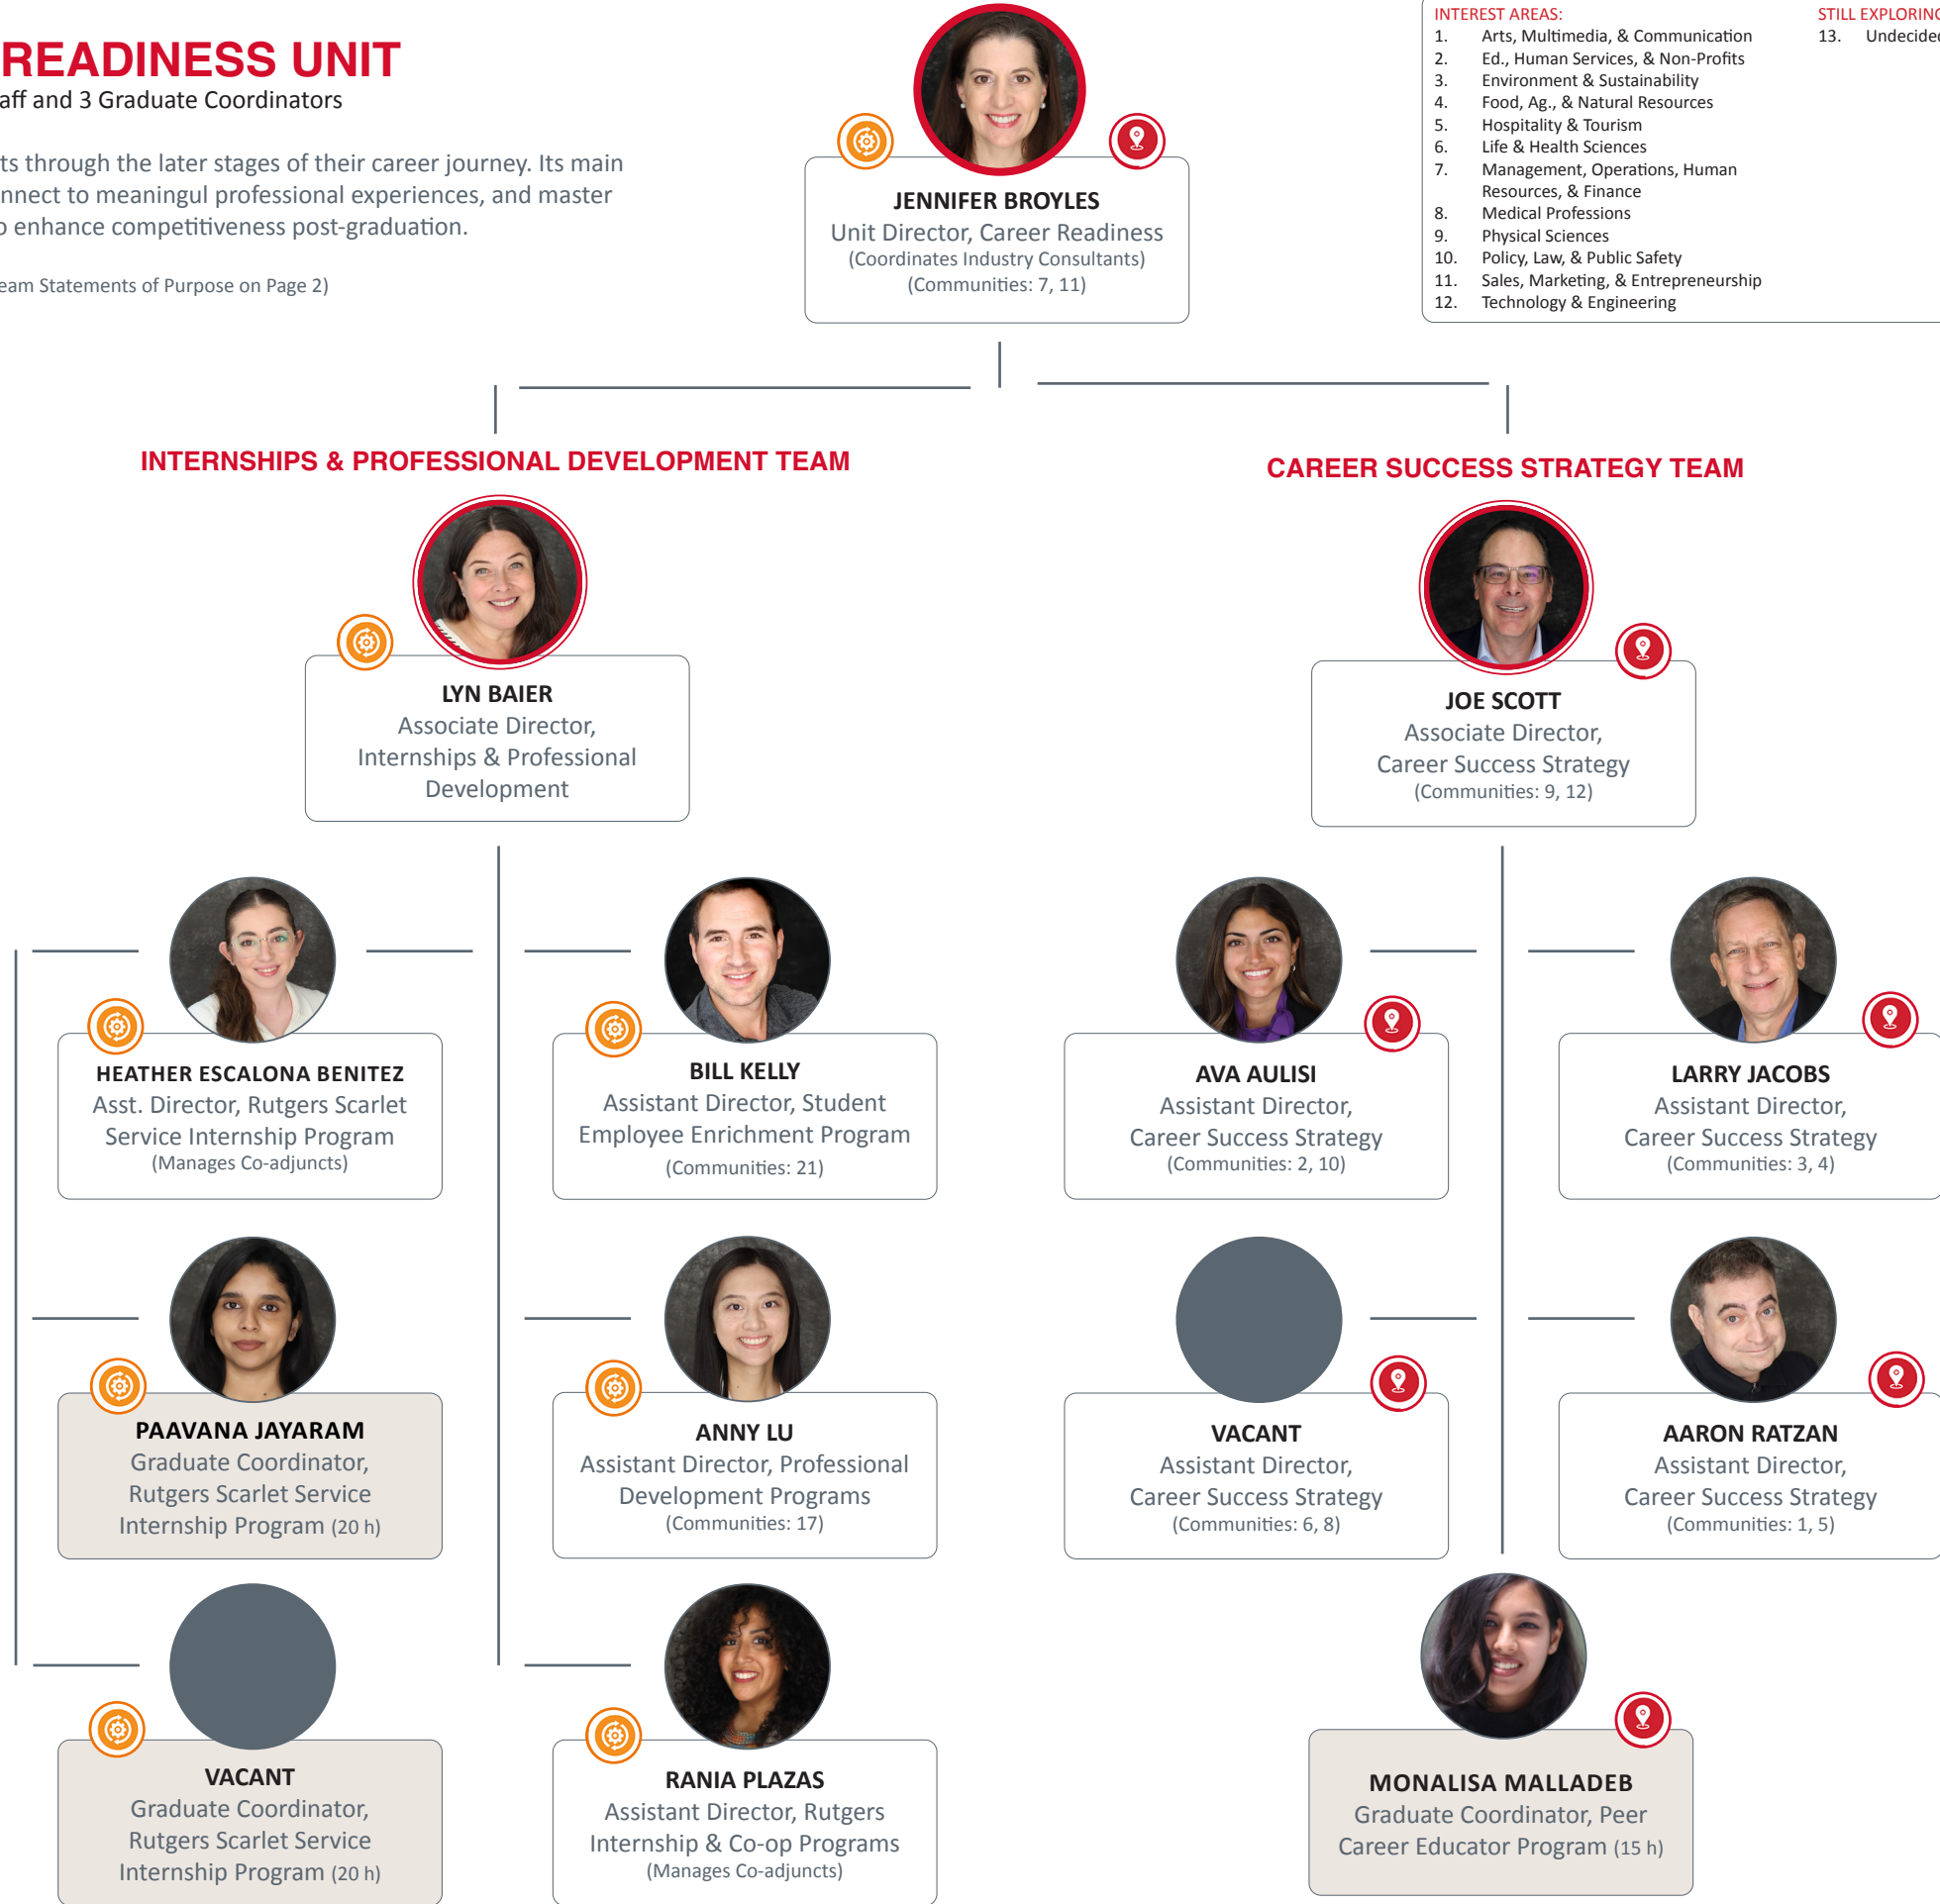 READINESS UNIT
aff and 3 Graduate Coordinators
ts through the later stages of their career journey. Its main
nnect to meaningul professional experiences, and master
o enhance competitiveness post-graduation.
eam Statements of Purpose on Page 2)
JENNIFER BROYLES
Unit Director, Career Readiness
(Coordinates Industry Consultants)
(Communities: 7, 11)
INTEREST AREAS:
1. Arts, Multimedia, & Communication
2. Ed., Human Services, & Non-Profits
3. Environment & Sustainability
4. Food, Ag., & Natural Resources
5. Hospitality & Tourism
6. Life & Health Sciences
7. Management, Operations, Human
Resources, & Finance
8. Medical Professions
9. Physical Sciences
10. Policy, Law, & Public Safety
11. Sales, Marketing, & Entrepreneurship
12. Technology & Engineering
STILL EXPLORING
13. Undecided
INTERNSHIPS & PROFESSIONAL DEVELOPMENT TEAM
LYN BAIER
Associate Director,
Internships & Professional
Development
HEATHER ESCALONA BENITEZ
Asst. Director, Rutgers Scarlet
Service Internship Program
(Manages Co-adjuncts)
BILL KELLY
Assistant Director, Student
Employee Enrichment Program
(Communities: 21)
PAAVANA JAYARAM
Graduate Coordinator,
Rutgers Scarlet Service
Internship Program (20 h)
ANNY LU
Assistant Director, Professional
Development Programs
(Communities: 17)
VACANT
Graduate Coordinator,
Rutgers Scarlet Service
Internship Program (20 h)
RANIA PLAZAS
Assistant Director, Rutgers
Internship & Co-op Programs
(Manages Co-adjuncts)
CAREER SUCCESS STRATEGY TEAM
JOE SCOTT
Associate Director,
Career Success Strategy
(Communities: 9, 12)
AVA AULISI
Assistant Director,
Career Success Strategy
(Communities: 2, 10)
LARRY JACOBS
Assistant Director,
Career Success Strategy
(Communities: 3, 4)
VACANT
Assistant Director,
Career Success Strategy
(Communities: 6, 8)
AARON RATZAN
Assistant Director,
Career Success Strategy
(Communities: 1, 5)
MONALISA MALLADEB
Graduate Coordinator, Peer
Career Educator Program (15 h)